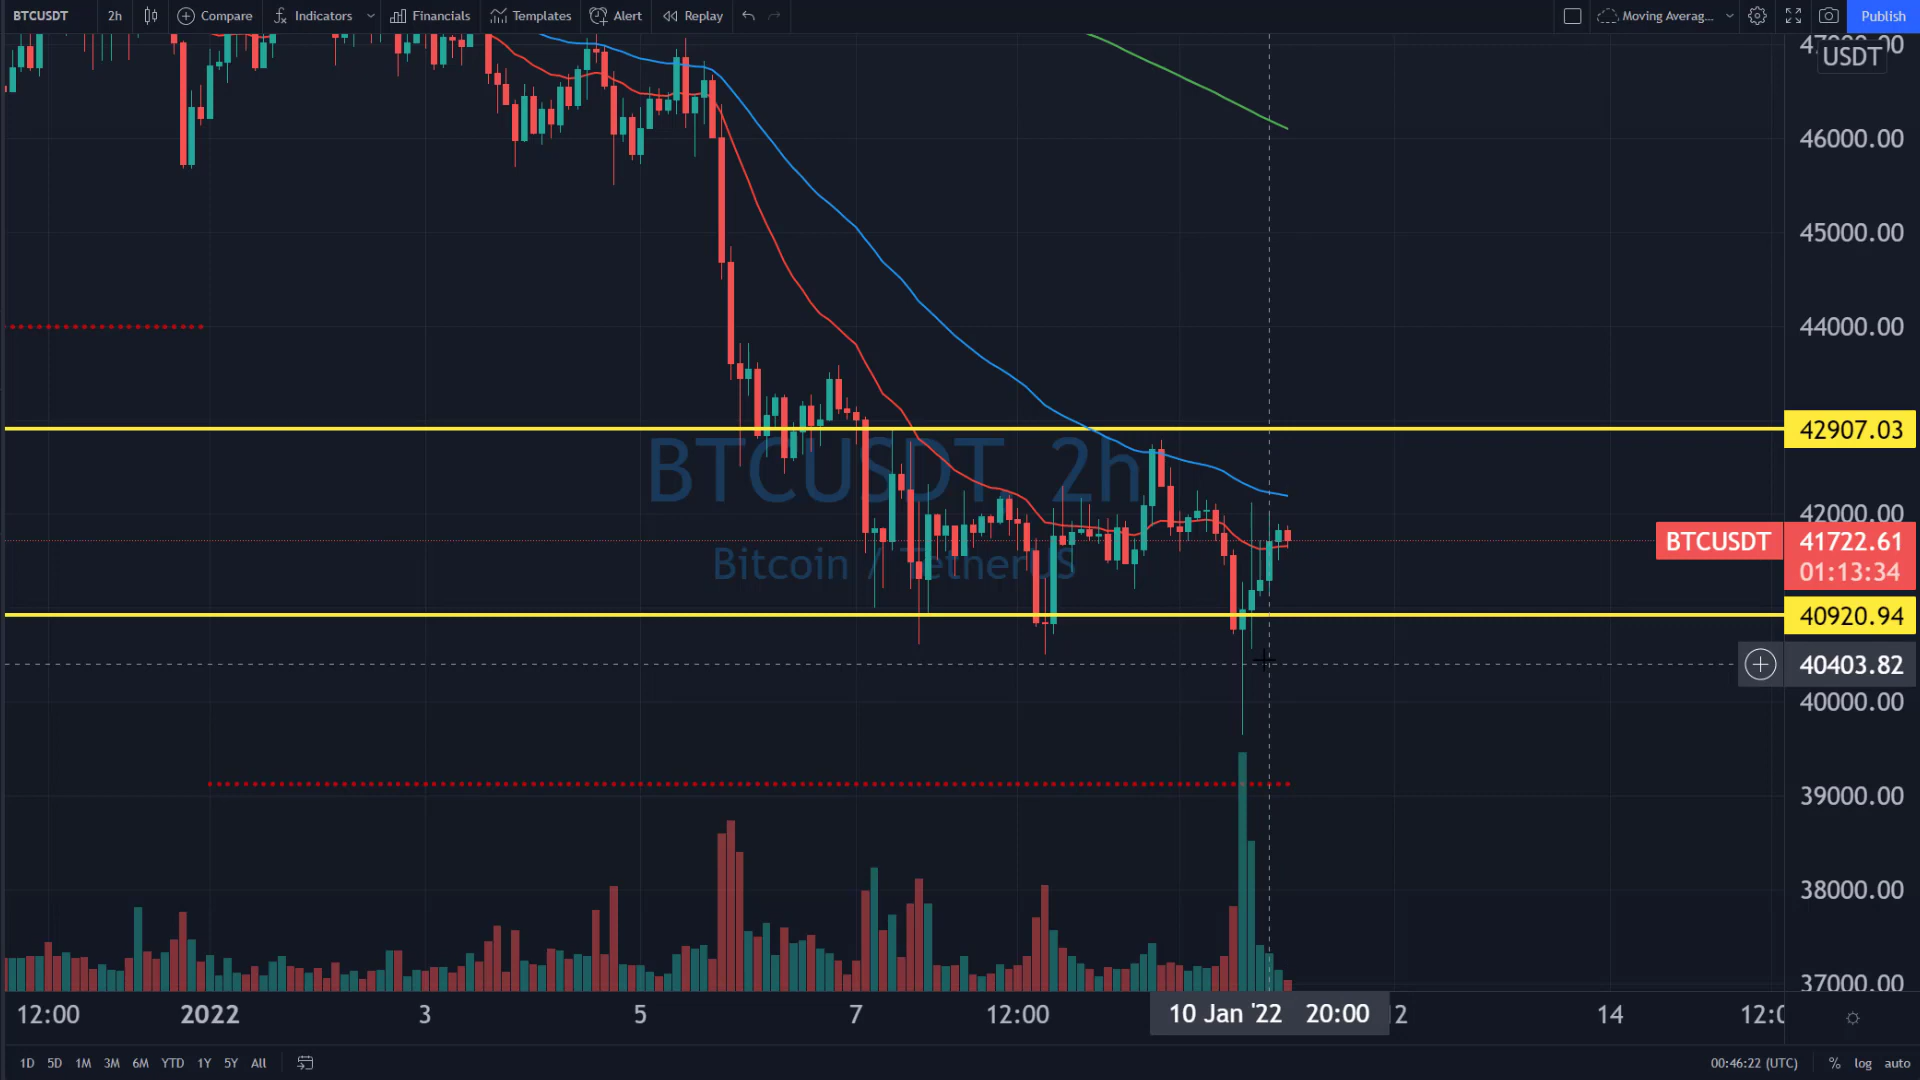 BTCUSDT 2h Compare Indicators Financials Templates Alert Replay Moving Averag... Publish
USDT
46000.00
45000.00
44000.00
42907.03
BTCUSDT, 2h
Bitcoin / TetherUS
42000.00
BTCUSDT 41722.61
01:13:34
40920.94
40403.82
40000.00
39000.00
38000.00
37000.00
12:00 2022 3 5 7 12:00 10 Jan '22 20:00 14
1D 5D 1M 3M 6M YTD 1Y 5Y All 00:46:22 (UTC) % log auto